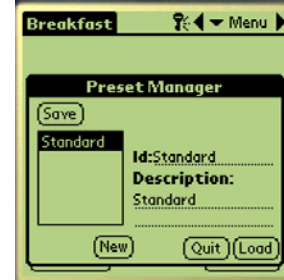 Breakfast Menu
Preset Manager
Save
Standard
Id:Standard
Description:
Standard
New Quit Load